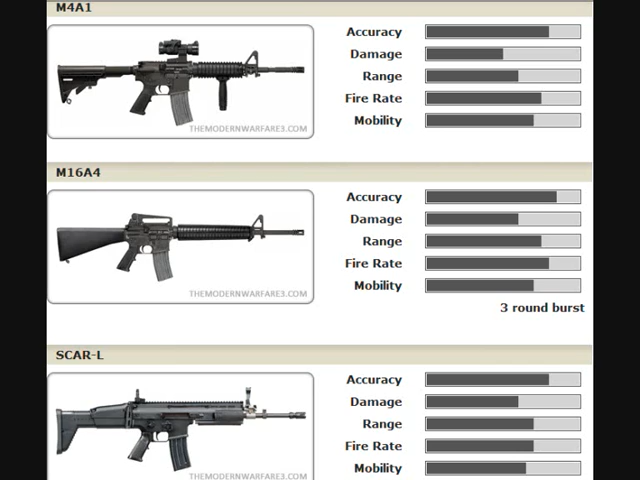 M4A1
Accuracy
Damage
Range
Fire Rate
Mobility
THEMODERNWARFARE3.COM
M16A4
Accuracy
Damage
Range
Fire Rate
Mobility
THEMODERNWARFARE3.COM
3 round burst
SCAR-L
Accuracy
Damage
Range
Fire Rate
Mobility
THEMODERNWARFARE3.COM